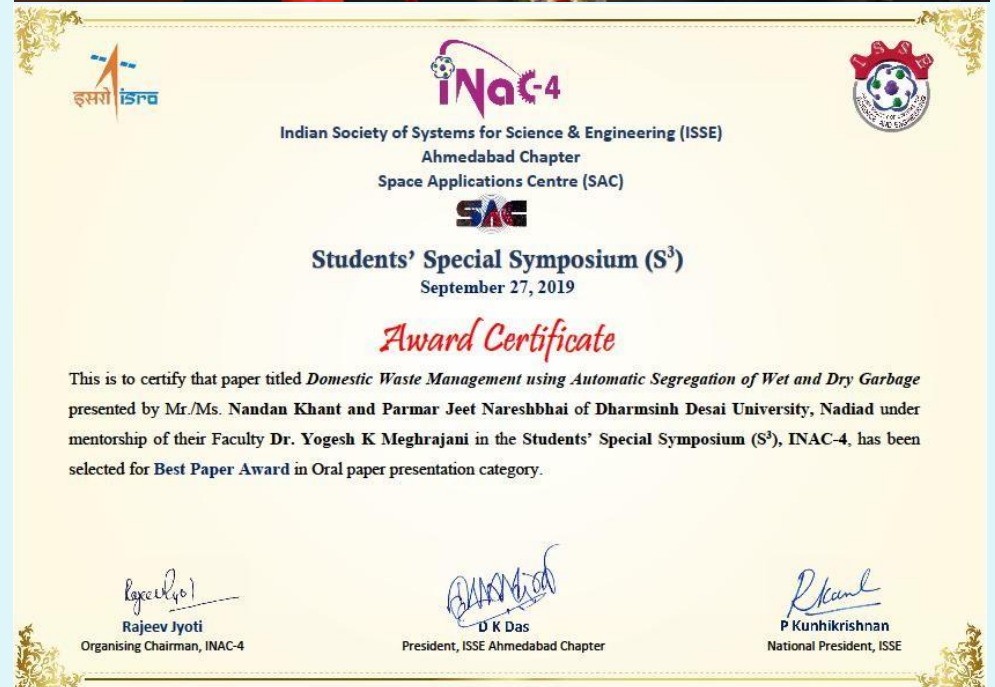 इसरो isro
iNaC-4
ISSE
Indian Society of Systems for Science & Engineering (ISSE)
Ahmedabad Chapter
Space Applications Centre (SAC)
SAC
Students' Special Symposium (S³)
September 27, 2019
Award Certificate
This is to certify that paper titled Domestic Waste Management using Automatic Segregation of Wet and Dry Garbage
presented by Mr./Ms. Nandan Khant and Parmar Jeet Nareshbhai of Dharmsinh Desai University, Nadiad under
mentorship of their Faculty Dr. Yogesh K Meghrajani in the Students' Special Symposium (S³), INAC-4, has been
selected for Best Paper Award in Oral paper presentation category.
Rajeev Jyoti
Organising Chairman, INAC-4
D K Das
President, ISSE Ahmedabad Chapter
P Kunhikrishnan
National President, ISSE